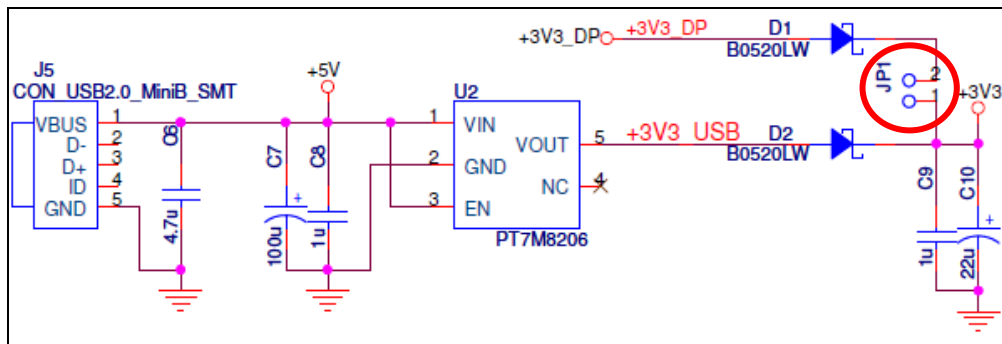 J5
CON_USB2.0_MiniB_SMT
VBUS 1
D- 2
D+ 3
ID 4
GND 5
C6
4.7u
+5V
C7
100u
C8
1u
U2
1 VIN
2 GND
3 EN
VOUT 5
NC 4
PT7M8206
+3V3_DP
+3V3_DP
D1
B0520LW
+3V3_USB
D2
B0520LW
JP1
2
1
+3V3
C9
1u
C10
22u